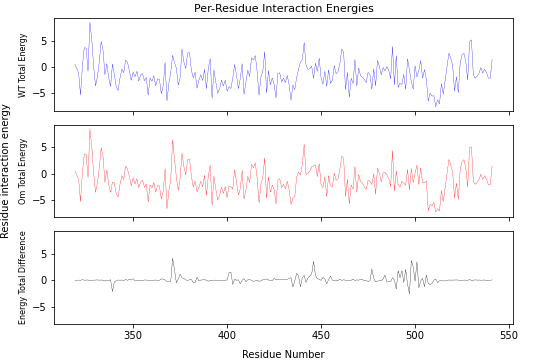 Per-Residue Interaction Energies
WT Total Energy
5
0
−5
Residue interaction energy
Om Total Energy
5
0
−5
Energy Total Difference
5
0
−5
350
400
450
500
550
Residue Number